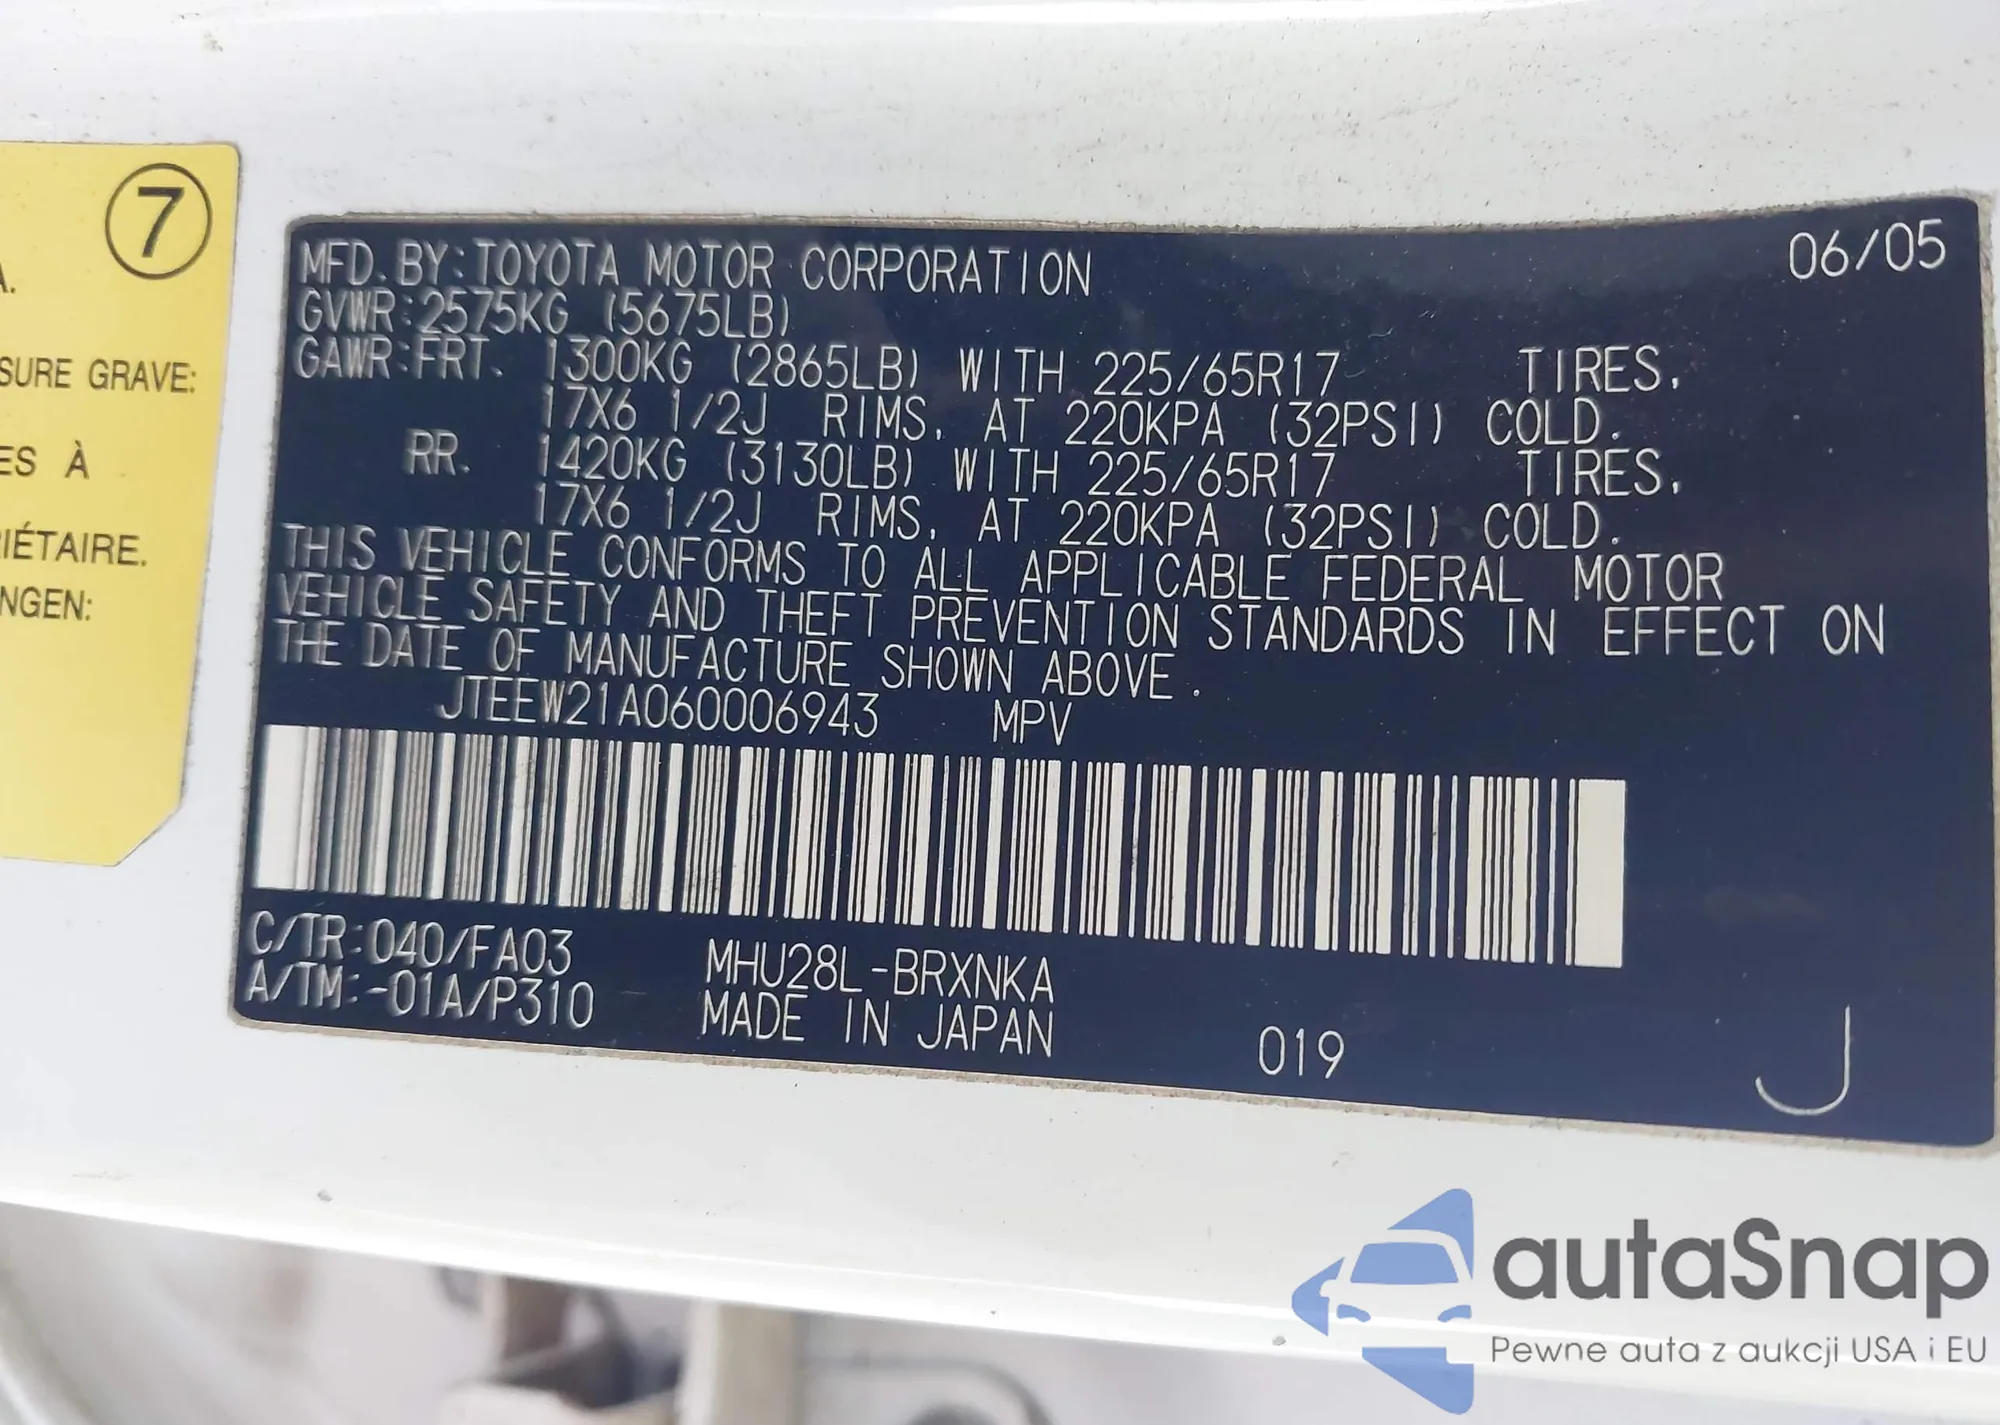 7
A.
SURE GRAVE:
ES À
RIÉTAIRE.
NGEN:
06/05
MFD. BY: TOYOTA MOTOR CORPORATION
GVWR: 2575KG (5675LB)
GAWR: FRT. 1300KG (2865LB) WITH 225/65R17 TIRES,
17X6 1/2J RIMS, AT 220KPA (32PSI) COLD.
RR. 1420KG (3130LB) WITH 225/65R17 TIRES,
17X6 1/2J RIMS, AT 220KPA (32PSI) COLD.
THIS VEHICLE CONFORMS TO ALL APPLICABLE FEDERAL MOTOR
VEHICLE SAFETY AND THEFT PREVENTION STANDARDS IN EFFECT ON
THE DATE OF MANUFACTURE SHOWN ABOVE.
JTEEW21A060006943 MPV
C/TR: 040/FA03 MHU28L-BRXNKA
A/TM: -01A/P310 MADE IN JAPAN 019 J
autaSnap
Pewne auta z aukcji USA i EU